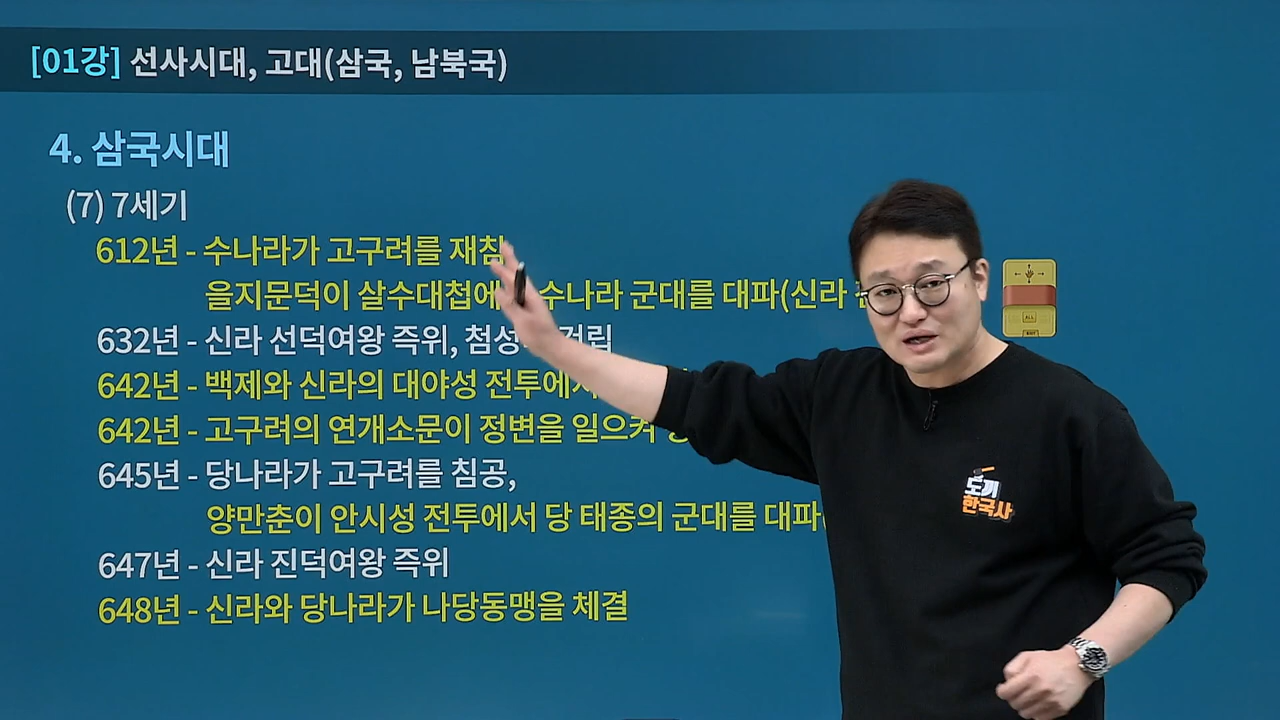 [01강] 선사시대, 고대(삼국, 남북국)
4. 삼국시대
(7) 7세기
612년 - 수나라가 고구려를 재침
을지문덕이 살수대첩에 수나라 군대를 대파(신라
632년 - 신라 선덕여왕 즉위, 건립
642년 - 백제와 신라의 대야성 전투에서
642년 - 고구려의 연개소문이 정변을 일으켜
645년 - 당나라가 고구려를 침공,
양만춘이 안시성 전투에서 당 태종의 군대를 대파(
647년 - 신라 진덕여왕 즉위
648년 - 신라와 당나라가 나당동맹을 체결
ALL
도끼
한국사